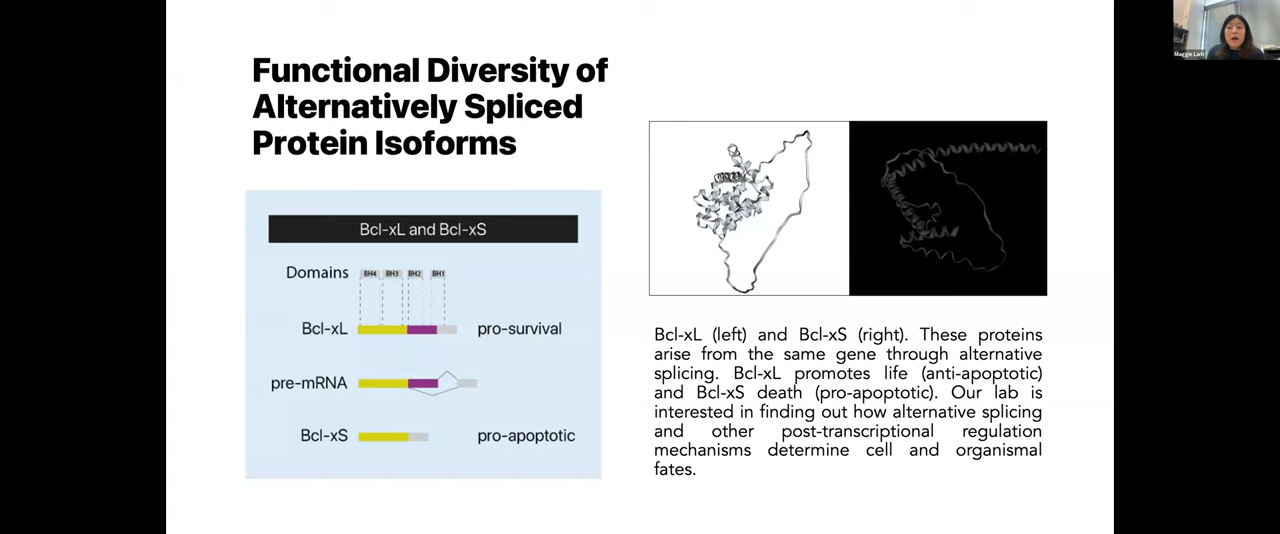 Functional Diversity of
Alternatively Spliced
Protein Isoforms
Bcl-xL and Bcl-xS
Domains BH4 BH3 BH2 BH1
Bcl-xL pro-survival
pre-mRNA
Bcl-xS pro-apoptotic
Bcl-xL (left) and Bcl-xS (right). These proteins
arise from the same gene through alternative
splicing. Bcl-xL promotes life (anti-apoptotic)
and Bcl-xS death (pro-apoptotic). Our lab is
interested in finding out how alternative splicing
and other post-transcriptional regulation
mechanisms determine cell and organismal
fates.
Maggie Lam